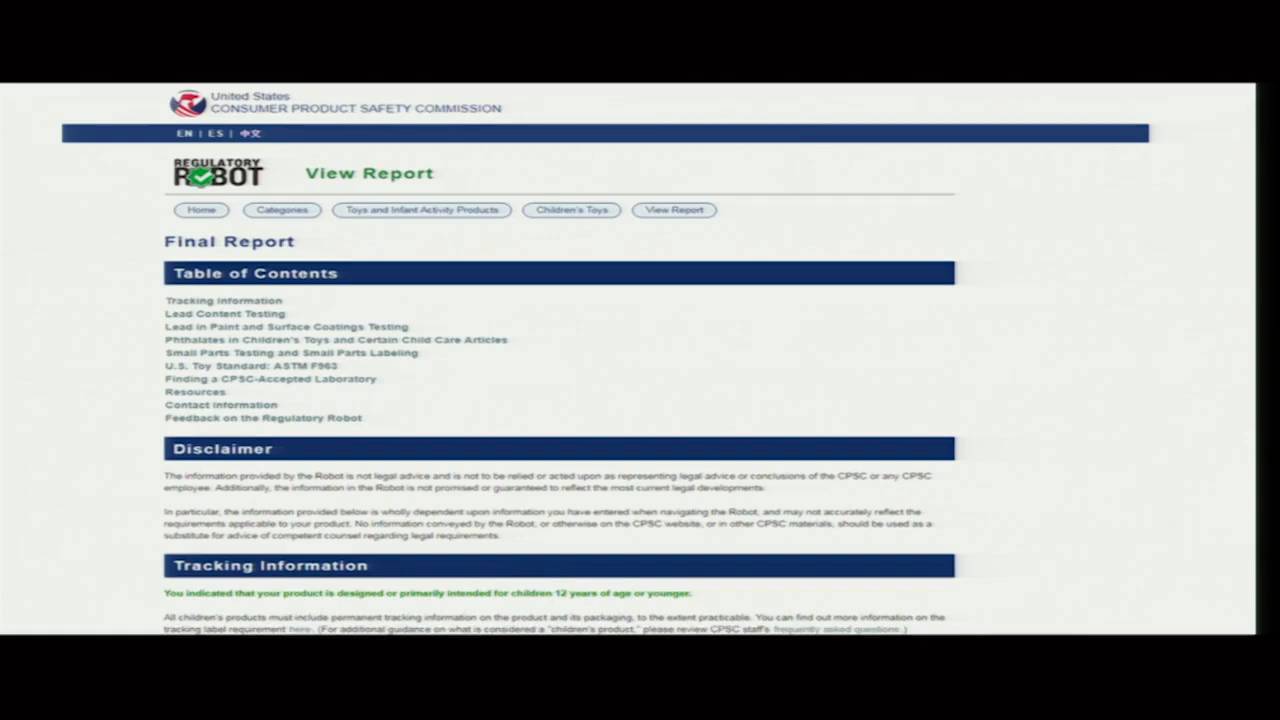 United States
CONSUMER PRODUCT SAFETY COMMISSION
EN | ES | 中文
REGULATORY
ROBOT
View Report
Home
Categories
Toys and Infant Activity Products
Children's Toys
View Report
Final Report
Table of Contents
Tracking Information
Lead Content Testing
Lead in Paint and Surface Coatings Testing
Phthalates in Children's Toys and Certain Child Care Articles
Small Parts Testing and Small Parts Labeling
U.S. Toy Standard: ASTM F963
Finding a CPSC-Accepted Laboratory
Resources
Contact Information
Feedback on the Regulatory Robot
Disclaimer
The information provided by the Robot is not legal advice and is not to be relied or acted upon as representing legal advice or conclusions of the CPSC or any CPSC
employee. Additionally, the information in the Robot is not promised or guaranteed to reflect the most current legal developments.
In particular, the information provided below is wholly dependent upon information you have entered when navigating the Robot, and may not accurately reflect the
requirements applicable to your product. No information conveyed by the Robot, or otherwise on the CPSC website, or in other CPSC materials, should be used as a
substitute for advice of competent counsel regarding legal requirements.
Tracking Information
You indicated that your product is designed or primarily intended for children 12 years of age or younger.
All children's products must include permanent tracking information on the product and its packaging, to the extent practicable. You can find out more information on the
tracking label requirement here. (For additional guidance on what is considered a "children's product," please review CPSC staff's frequently asked questions.)